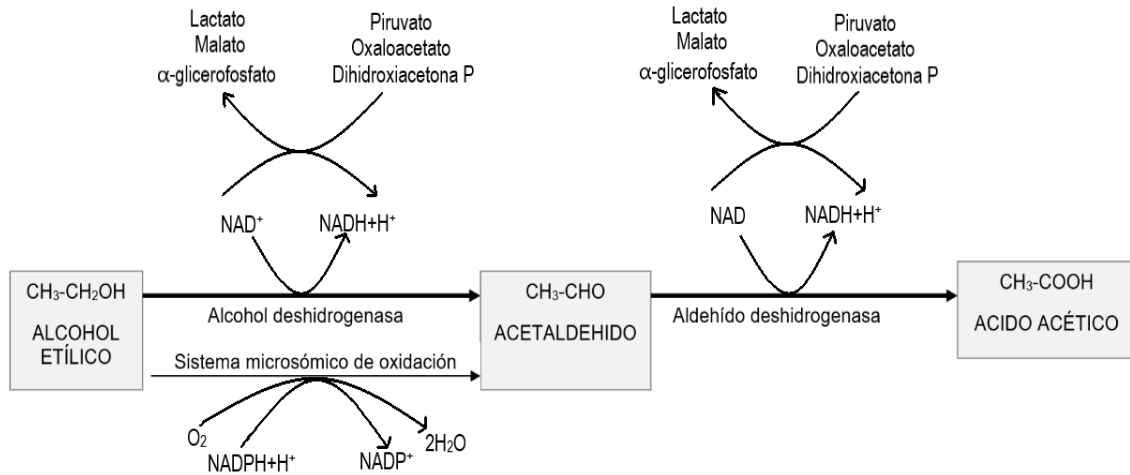 Lactato
Malato
α-glicerofosfato
Piruvato
Oxaloacetato
Dihidroxiacetona P
Lactato
Malato
α-glicerofosfato
Piruvato
Oxaloacetato
Dihidroxiacetona P
NAD⁺
NADH+H⁺
NAD
NADH+H⁺
CH₃-CH₂OH
ALCOHOL
ETÍLICO
Alcohol deshidrogenasa
Sistema microsómico de oxidación
CH₃-CHO
ACETALDEHIDO
Aldehído deshidrogenasa
CH₃-COOH
ACIDO ACÉTICO
O₂
NADPH+H⁺
NADP⁺
2H₂O